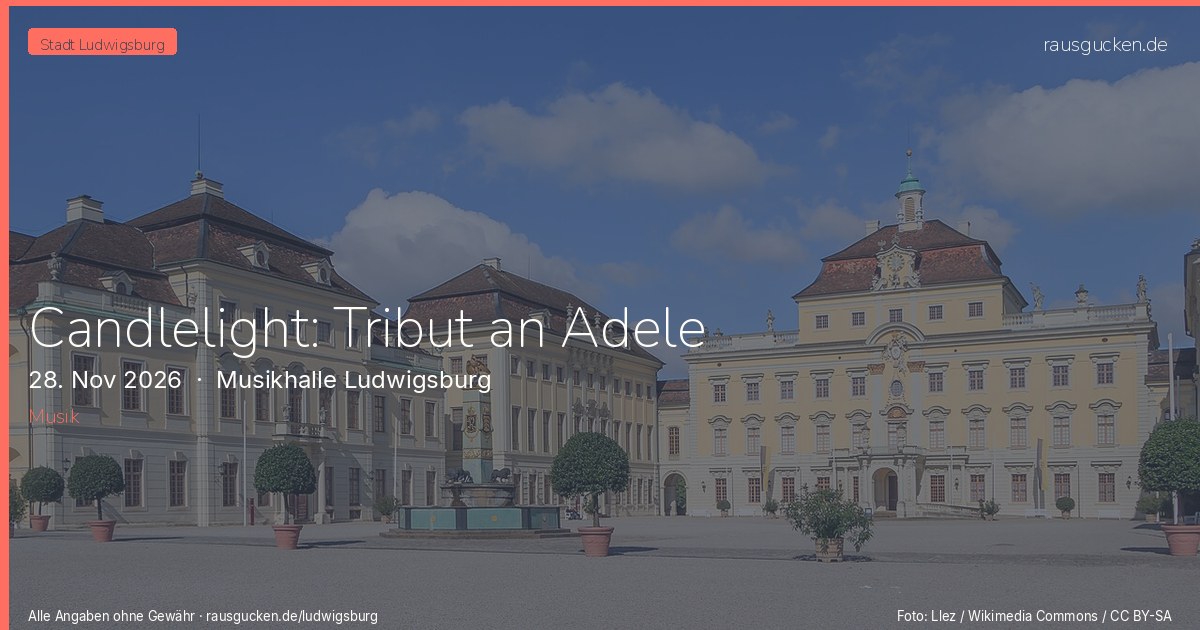 Stadt Ludwigsburg
rausgucken.de
Candlelight: Tribut an Adele
28. Nov 2026 · Musikhalle Ludwigsburg
Musik
Alle Angaben ohne Gewähr · rausgucken.de/ludwigsburg
Foto: Llez / Wikimedia Commons / CC BY-SA